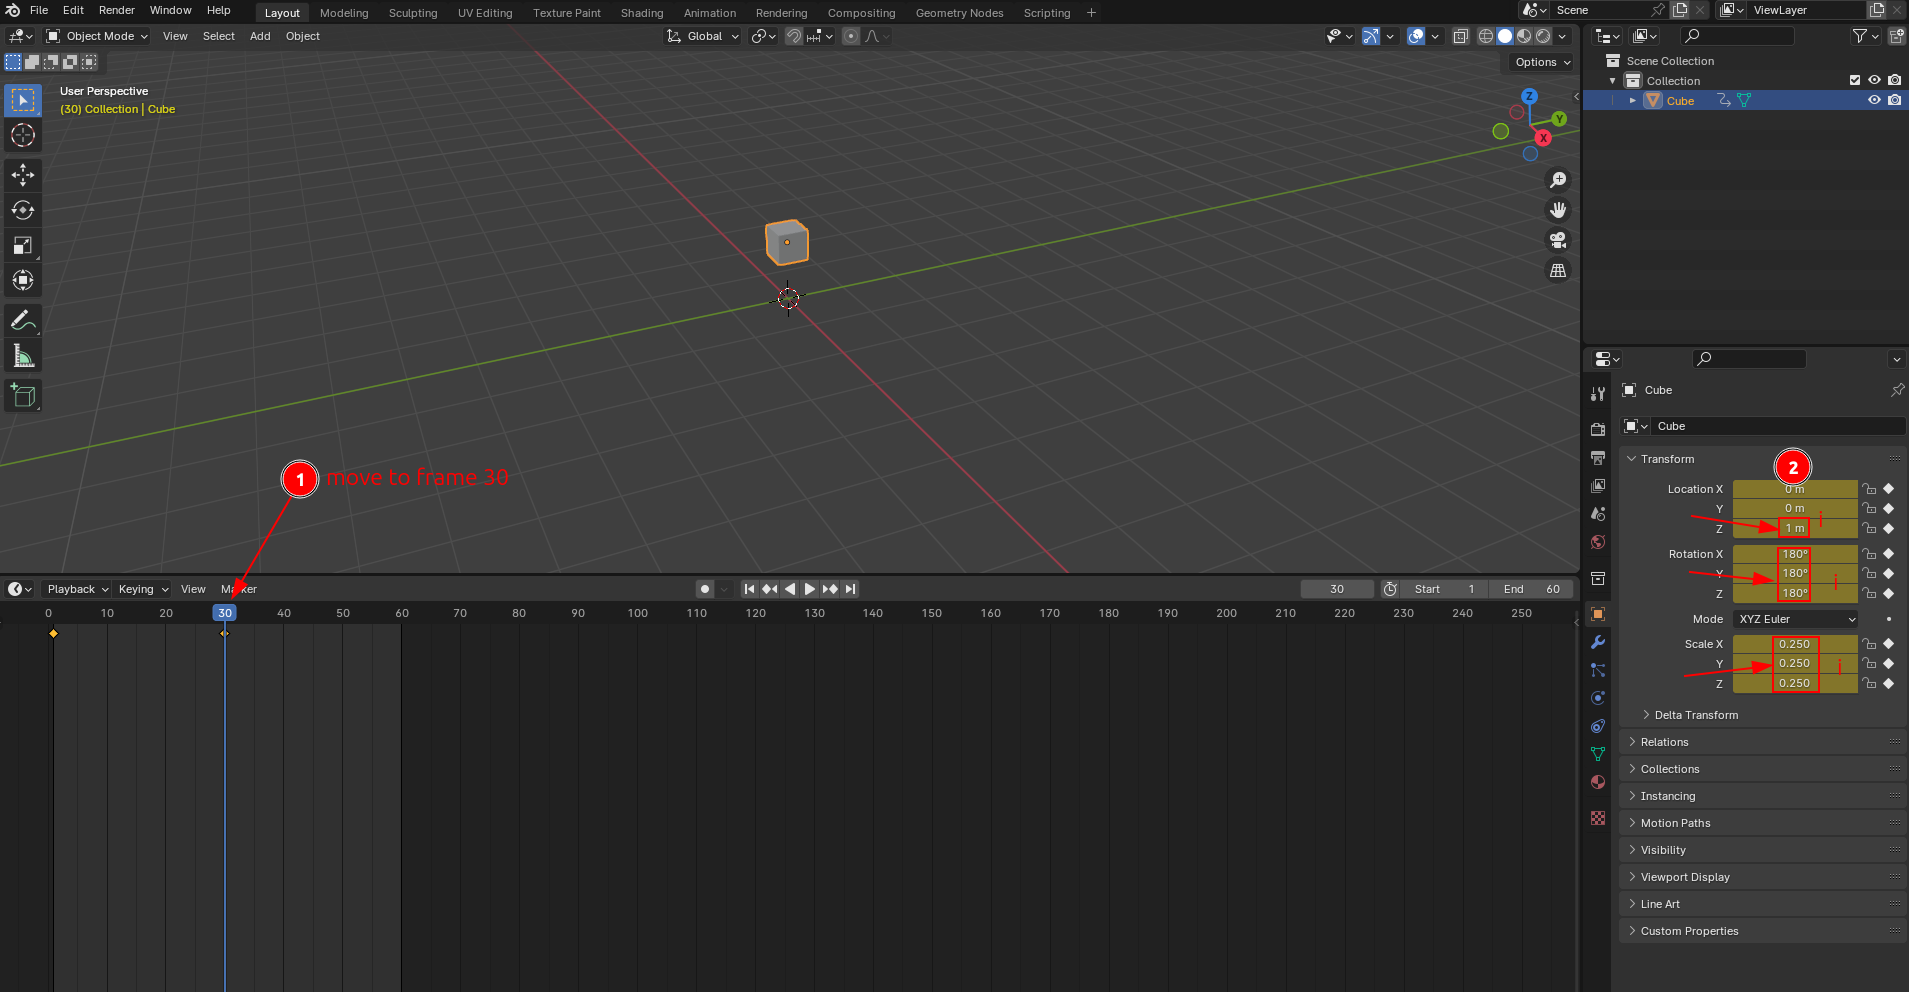 File Edit Render Window Help Layout Modeling Sculpting UV Editing Texture Paint Shading Animation Rendering Compositing Geometry Nodes Scripting + Scene ViewLayer
Object Mode View Select Add Object Global
Options
User Perspective
(30) Collection | Cube
Z
Y
X
Scene Collection
Collection
Cube
1 move to frame 30
Cube
Cube
Transform
2
Location X 0 m
Y 0 m
Z 1 m i
Rotation X 180°
Y 180° i
Z 180°
Mode XYZ Euler
Scale X 0.250
Y 0.250 i
Z 0.250
Delta Transform
Relations
Collections
Instancing
Motion Paths
Visibility
Viewport Display
Line Art
Custom Properties
Playback Keying View Marker 30 Start 1 End 60
0 10 20 30 40 50 60 70 80 90 100 110 120 130 140 150 160 170 180 190 200 210 220 230 240 250